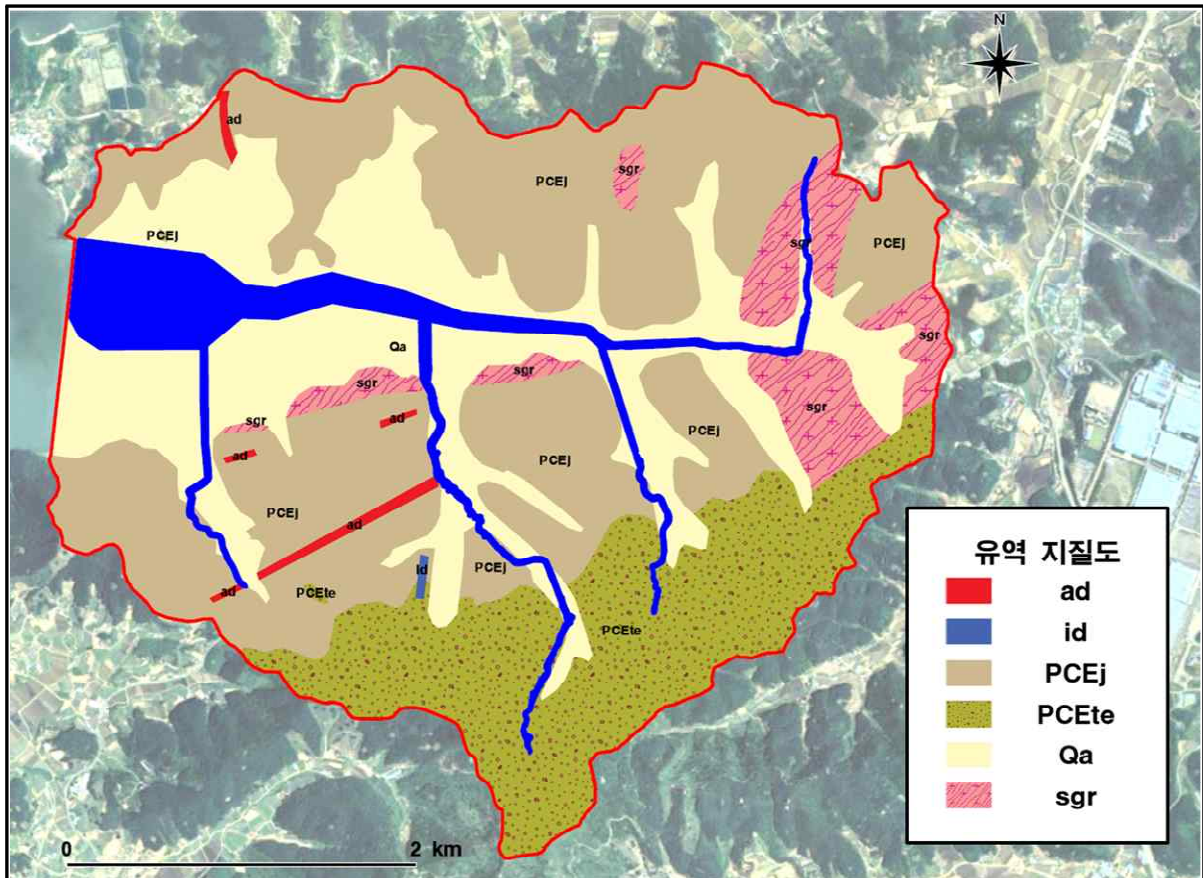 N
ad
PCEj
sgr
sgr
PCEj
PCEj
sgr
Qa
sgr
sgr
sgr
sgr
ad
PCEj
PCEj
ad
PCEj
ad
Id
PCEj
ad
PCEte
PCEte
유역 지질도
ad
id
PCEj
PCEte
Qa
sgr
0 2 km